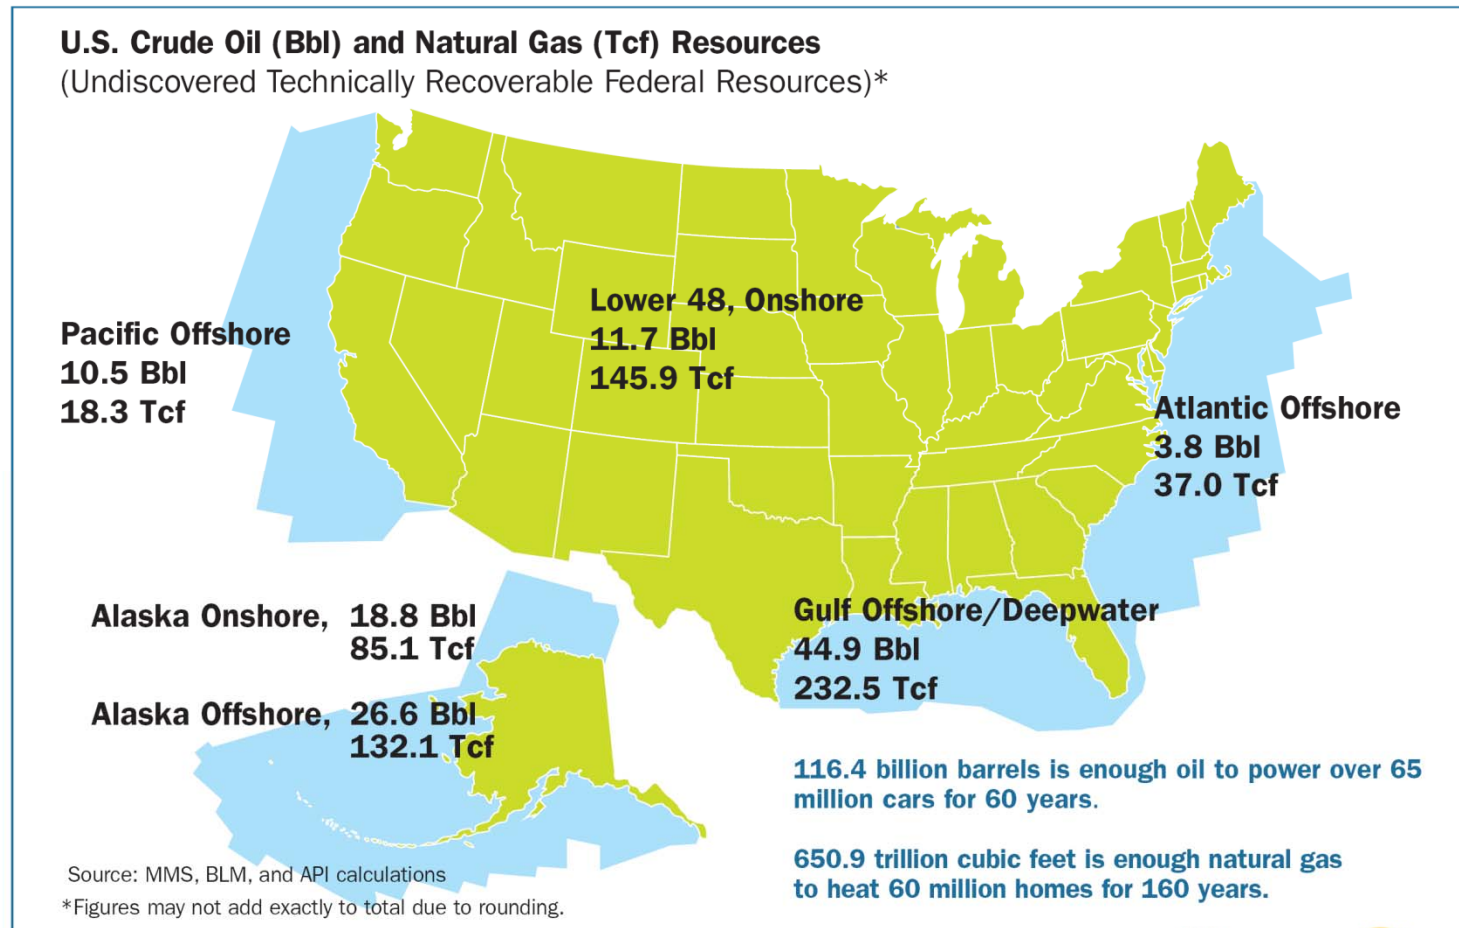 U.S. Crude Oil (Bbl) and Natural Gas (Tcf) Resources
(Undiscovered Technically Recoverable Federal Resources)*
Lower 48, Onshore
11.7 Bbl
145.9 Tcf
Pacific Offshore
10.5 Bbl
18.3 Tcf
Atlantic Offshore
3.8 Bbl
37.0 Tcf
Alaska Onshore, 18.8 Bbl
85.1 Tcf
Alaska Offshore, 26.6 Bbl
132.1 Tcf
Gulf Offshore/Deepwater
44.9 Bbl
232.5 Tcf
116.4 billion barrels is enough oil to power over 65
million cars for 60 years.
650.9 trillion cubic feet is enough natural gas
to heat 60 million homes for 160 years.
Source: MMS, BLM, and API calculations
*Figures may not add exactly to total due to rounding.